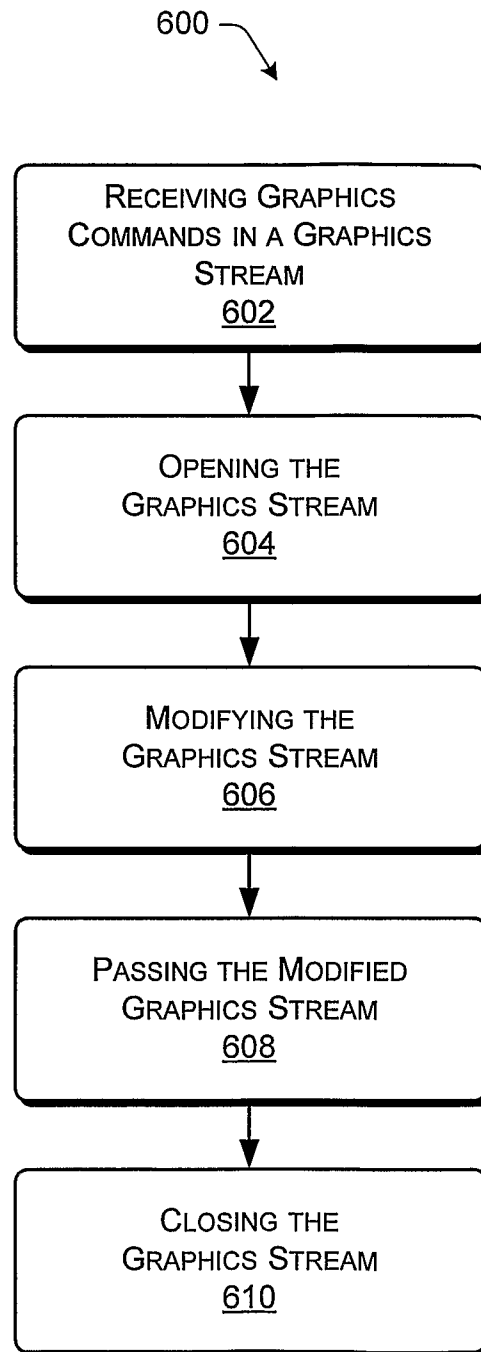 600
RECEIVING GRAPHICS
COMMANDS IN A GRAPHICS
STREAM
602
OPENING THE
GRAPHICS STREAM
604
MODIFYING THE
GRAPHICS STREAM
606
PASSING THE MODIFIED
GRAPHICS STREAM
608
CLOSING THE
GRAPHICS STREAM
610